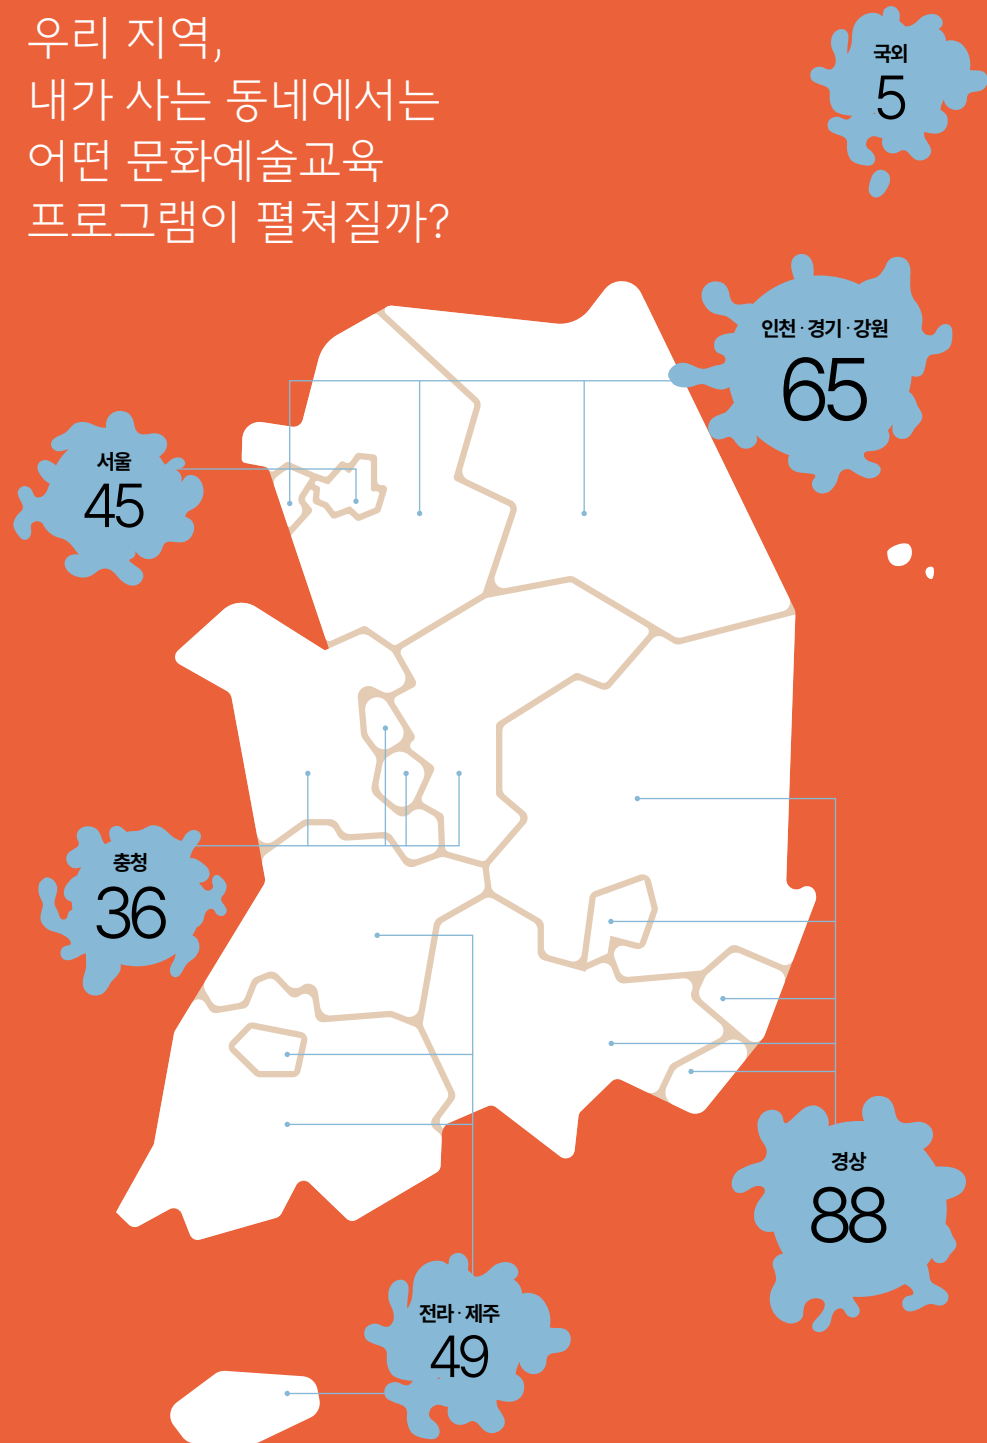 우리 지역,
내가 사는 동네에서는
어떤 문화예술교육
프로그램이 펼쳐질까?
국외
5
인천·경기·강원
65
서울
45
충청
36
경상
88
전라·제주
49